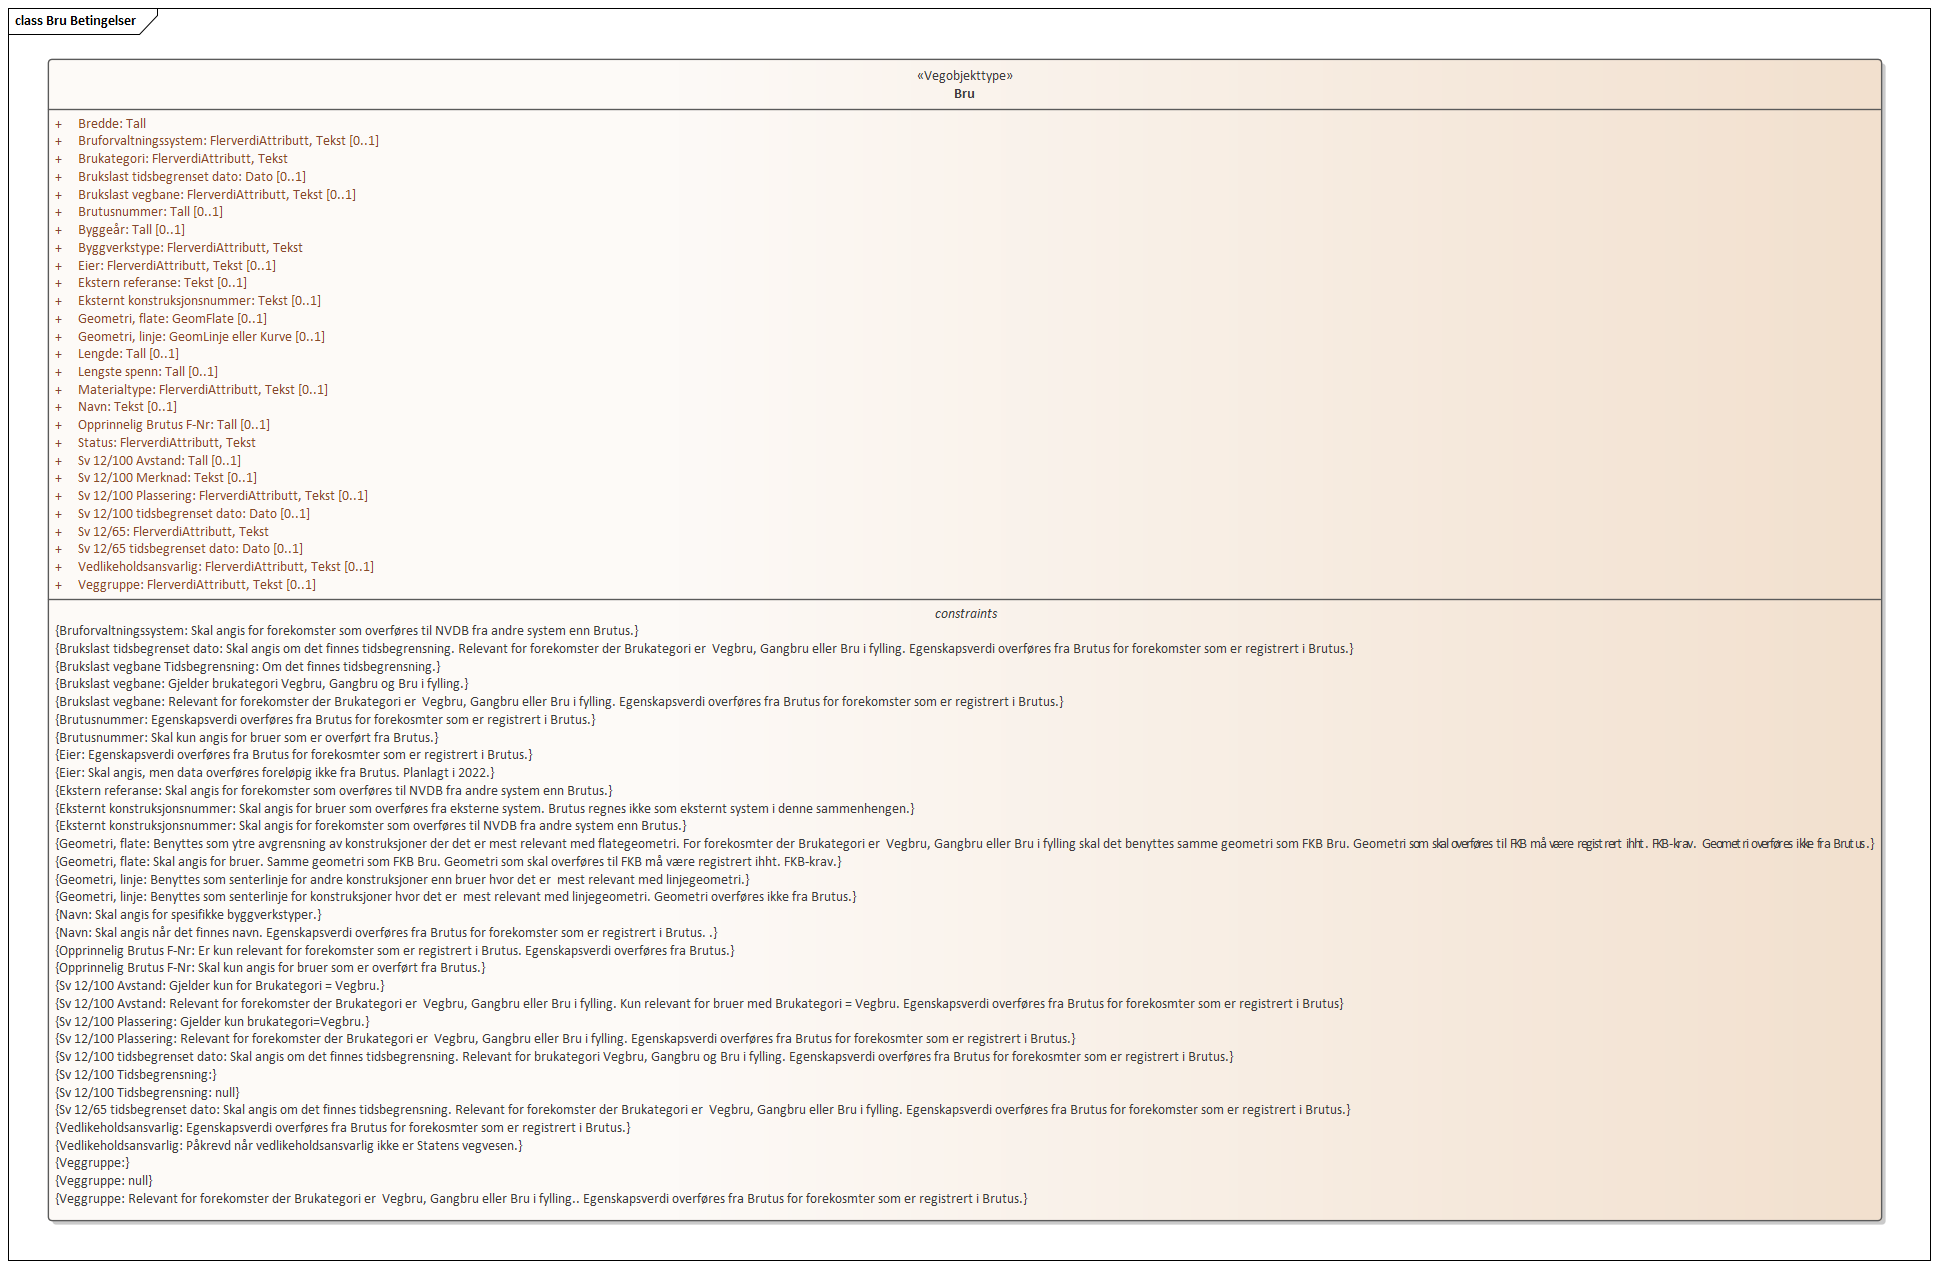 class Bru Betingelser
«Vegobjekttype»
Bru
+ Bredde: Tall
+ Bruforvaltningssystem: FlerverdiAttributt, Tekst [0..1]
+ Brukategori: FlerverdiAttributt, Tekst
+ Brukslast tidsbegrenset dato: Dato [0..1]
+ Brukslast vegbane: FlerverdiAttributt, Tekst [0..1]
+ Brutusnummer: Tall [0..1]
+ Byggeår: Tall [0..1]
+ Byggverkstype: FlerverdiAttributt, Tekst
+ Eier: FlerverdiAttributt, Tekst [0..1]
+ Ekstern referanse: Tekst [0..1]
+ Eksternt konstruksjonsnummer: Tekst [0..1]
+ Geometri, flate: GeomFlate [0..1]
+ Geometri, linje: GeomLinje eller Kurve [0..1]
+ Lengde: Tall [0..1]
+ Lengste spenn: Tall [0..1]
+ Materialtype: FlerverdiAttributt, Tekst [0..1]
+ Navn: Tekst [0..1]
+ Opprinnelig Brutus F-Nr: Tall [0..1]
+ Status: FlerverdiAttributt, Tekst
+ Sv 12/100 Avstand: Tall [0..1]
+ Sv 12/100 Merknad: Tekst [0..1]
+ Sv 12/100 Plassering: FlerverdiAttributt, Tekst [0..1]
+ Sv 12/100 tidsbegrenset dato: Dato [0..1]
+ Sv 12/65: FlerverdiAttributt, Tekst
+ Sv 12/65 tidsbegrenset dato: Dato [0..1]
+ Vedlikeholdsansvarlig: FlerverdiAttributt, Tekst [0..1]
+ Veggruppe: FlerverdiAttributt, Tekst [0..1]
constraints
{Bruforvaltningssystem: Skal angis for forekomster som overføres til NVDB fra andre system enn Brutus.}
{Brukslast tidsbegrenset dato: Skal angis om det finnes tidsbegrensning. Relevant for forekomster der Brukategori er  Vegbru, Gangbru eller Bru i fylling. Egenskapsverdi overføres fra Brutus for forekomster som er registrert i Brutus.}
{Brukslast vegbane Tidsbegrensning: Om det finnes tidsbegrensning.}
{Brukslast vegbane: Gjelder brukategori Vegbru, Gangbru og Bru i fylling.}
{Brukslast vegbane: Relevant for forekomster der Brukategori er  Vegbru, Gangbru eller Bru i fylling. Egenskapsverdi overføres fra Brutus for forekomster som er registrert i Brutus.}
{Brutusnummer: Egenskapsverdi overføres fra Brutus for forekosmter som er registrert i Brutus.}
{Brutusnummer: Skal kun angis for bruer som er overført fra Brutus.}
{Eier: Egenskapsverdi overføres fra Brutus for forekosmter som er registrert i Brutus.}
{Eier: Skal angis, men data overføres foreløpig ikke fra Brutus. Planlagt i 2022.}
{Ekstern referanse: Skal angis for forekomster som overføres til NVDB fra andre system enn Brutus.}
{Eksternt konstruksjonsnummer: Skal angis for bruer som overføres fra eksterne system. Brutus regnes ikke som eksternt system i denne sammenhengen.}
{Eksternt konstruksjonsnummer: Skal angis for forekomster som overføres til NVDB fra andre system enn Brutus.}
{Geometri, flate: Benyttes som ytre avgrensning av konstruksjoner der det er mest relevant med flategeometri. For forekosmter der Brukategori er  Vegbru, Gangbru eller Bru i fylling skal det benyttes samme geometri som FKB Bru. Geometri som skal overføres til FKB må være registrert ihht. FKB-krav. Geometri overføres ikke fra Brutus.}
{Geometri, flate: Skal angis for bruer. Samme geometri som FKB Bru. Geometri som skal overføres til FKB må være registrert ihht. FKB-krav.}
{Geometri, linje: Benyttes som senterlinje for andre konstruksjoner enn bruer hvor det er  mest relevant med linjegeometri.}
{Geometri, linje: Benyttes som senterlinje for konstruksjoner hvor det er  mest relevant med linjegeometri. Geometri overføres ikke fra Brutus.}
{Navn: Skal angis for spesifikke byggverkstyper.}
{Navn: Skal angis når det finnes navn. Egenskapsverdi overføres fra Brutus for forekomster som er registrert i Brutus. .}
{Opprinnelig Brutus F-Nr: Er kun relevant for forekomster som er registrert i Brutus. Egenskapsverdi overføres fra Brutus.}
{Opprinnelig Brutus F-Nr: Skal kun angis for bruer som er overført fra Brutus.}
{Sv 12/100 Avstand: Gjelder kun for Brukategori = Vegbru.}
{Sv 12/100 Avstand: Relevant for forekomster der Brukategori er  Vegbru, Gangbru eller Bru i fylling. Kun relevant for bruer med Brukategori = Vegbru. Egenskapsverdi overføres fra Brutus for forekosmter som er registrert i Brutus}
{Sv 12/100 Plassering: Gjelder kun brukategori=Vegbru.}
{Sv 12/100 Plassering: Relevant for forekomster der Brukategori er  Vegbru, Gangbru eller Bru i fylling. Egenskapsverdi overføres fra Brutus for forekosmter som er registrert i Brutus.}
{Sv 12/100 tidsbegrenset dato: Skal angis om det finnes tidsbegrensning. Relevant for brukategori Vegbru, Gangbru og Bru i fylling. Egenskapsverdi overføres fra Brutus for forekosmter som er registrert i Brutus.}
{Sv 12/100 Tidsbegrensning:}
{Sv 12/100 Tidsbegrensning: null}
{Sv 12/65 tidsbegrenset dato: Skal angis om det finnes tidsbegrensning. Relevant for forekomster der Brukategori er  Vegbru, Gangbru eller Bru i fylling. Egenskapsverdi overføres fra Brutus for forekomster som er registrert i Brutus.}
{Vedlikeholdsansvarlig: Egenskapsverdi overføres fra Brutus for forekosmter som er registrert i Brutus.}
{Vedlikeholdsansvarlig: Påkrevd når vedlikeholdsansvarlig ikke er Statens vegvesen.}
{Veggruppe:}
{Veggruppe: null}
{Veggruppe: Relevant for forekomster der Brukategori er  Vegbru, Gangbru eller Bru i fylling.. Egenskapsverdi overføres fra Brutus for forekosmter som er registrert i Brutus.}